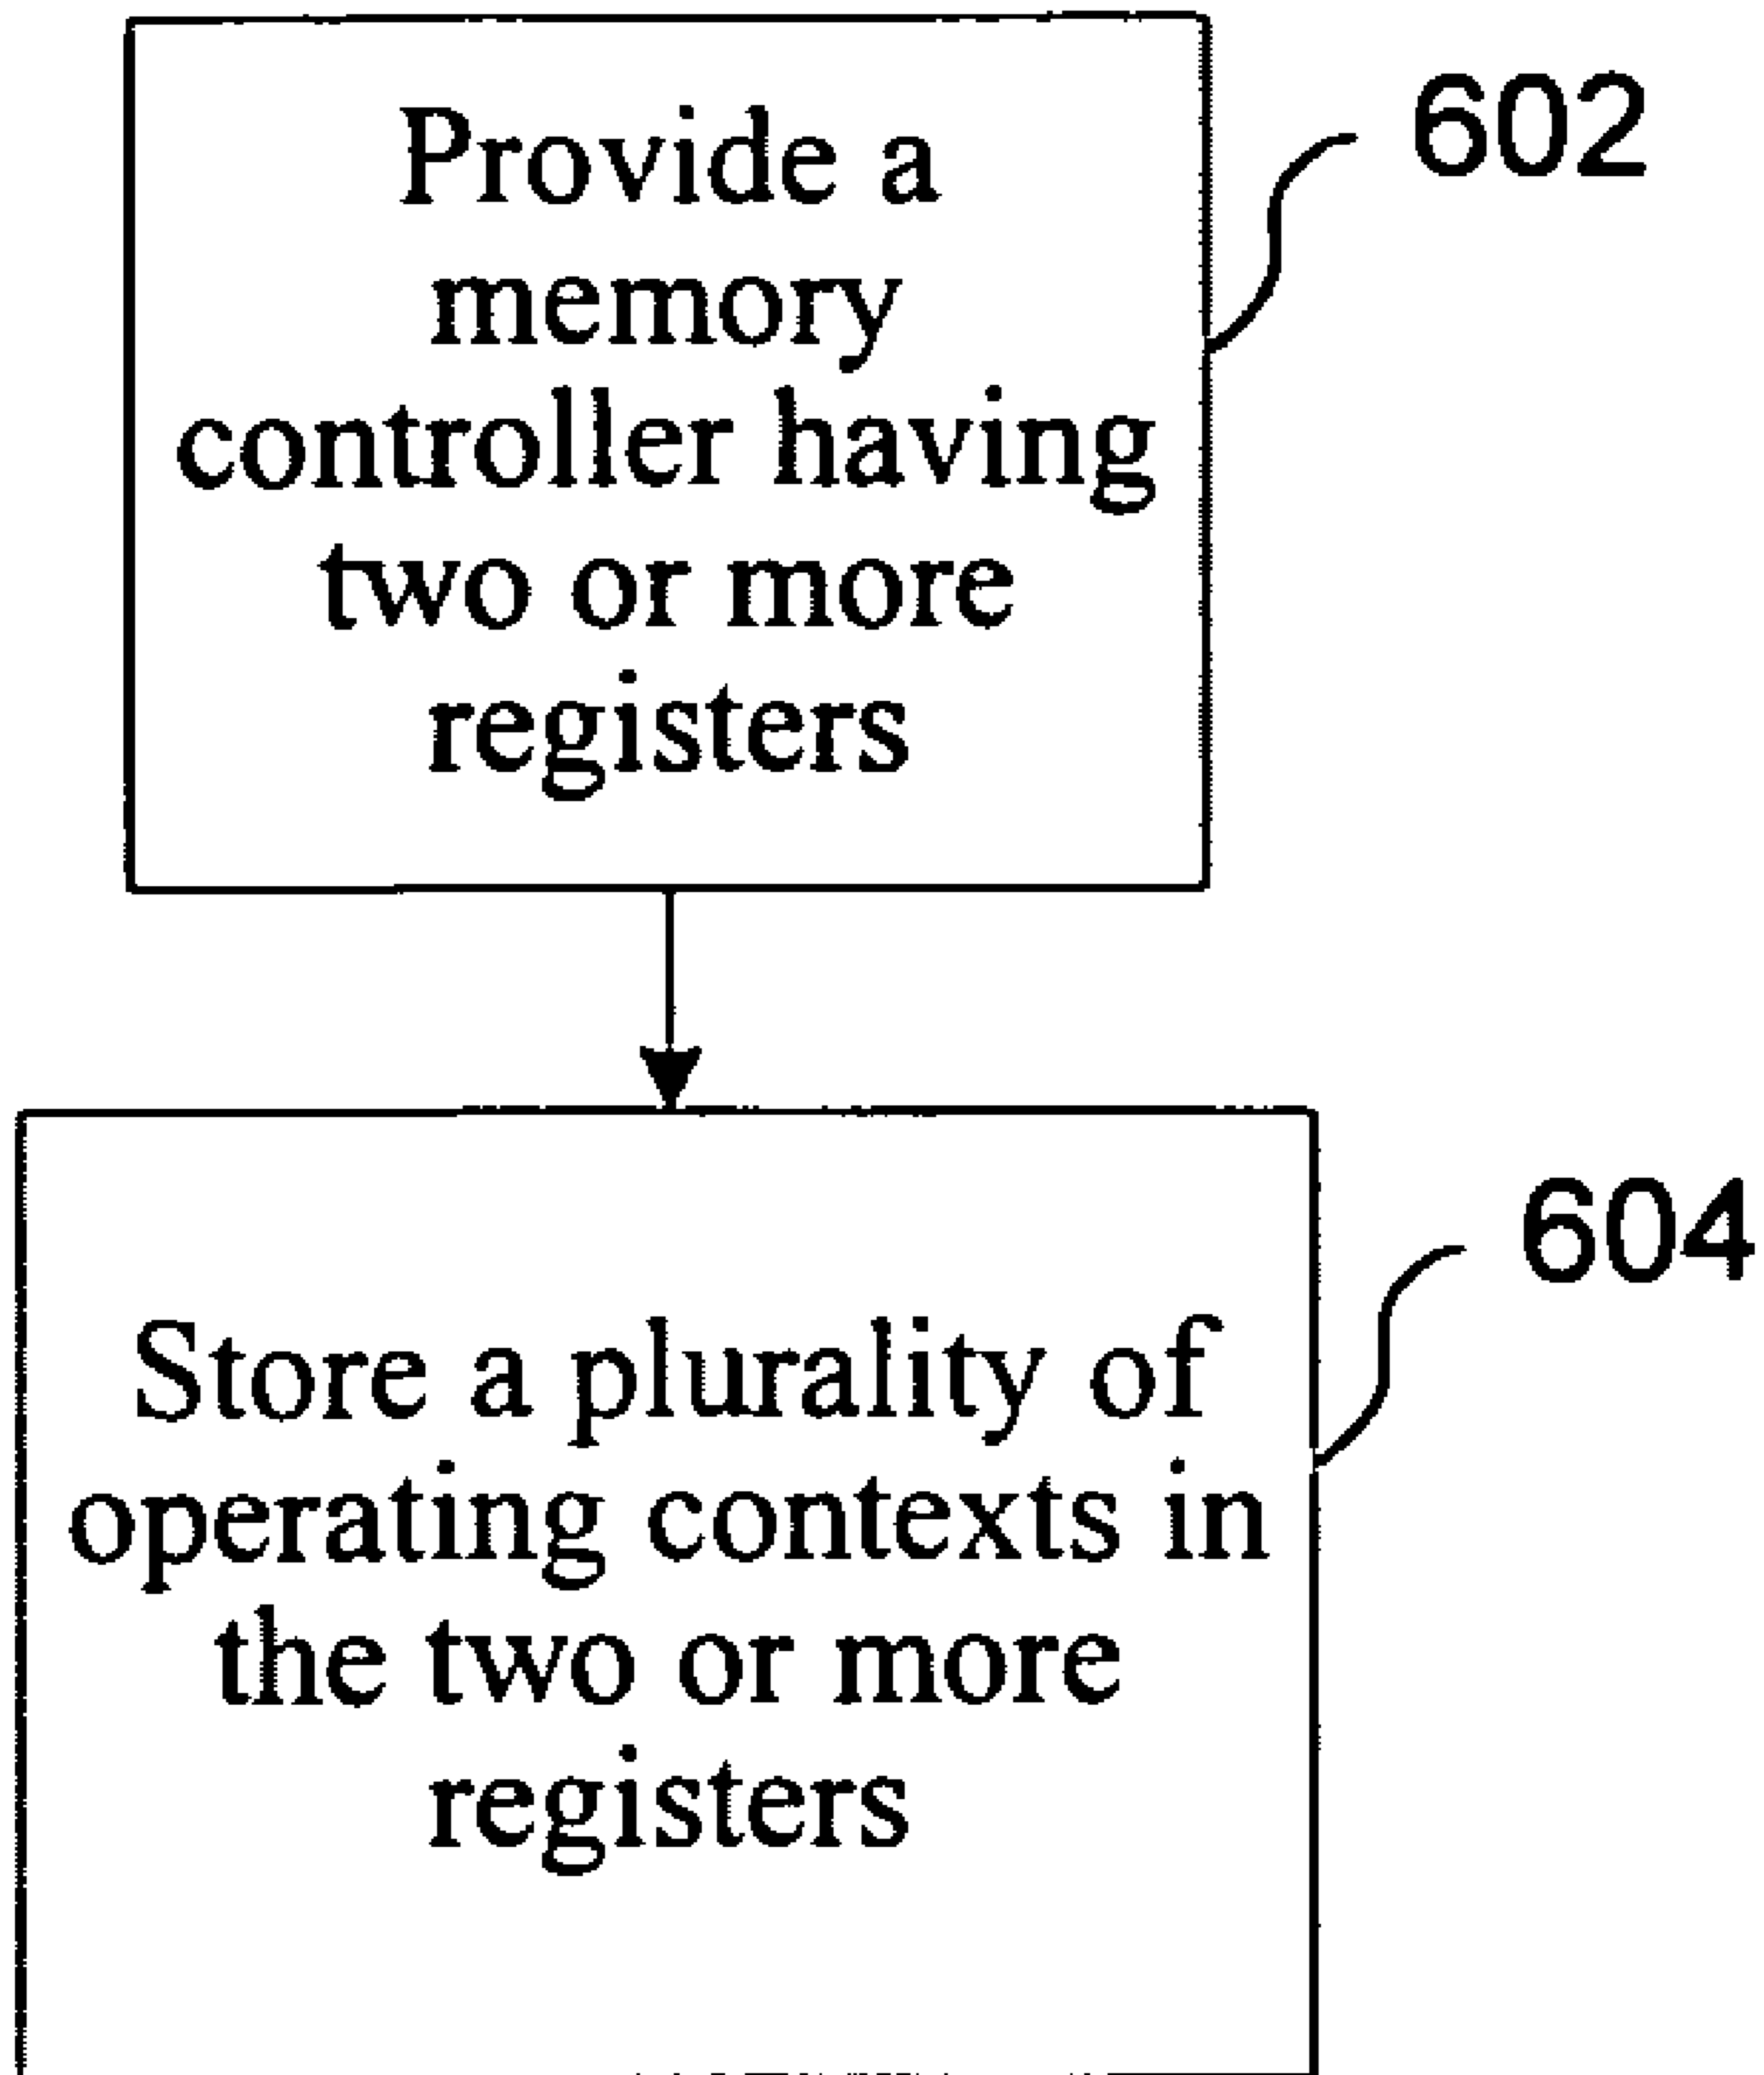 Provide a
memory
controller having
two or more
registers
602
Store a plurality of
operating contexts in
the two or more
registers
604